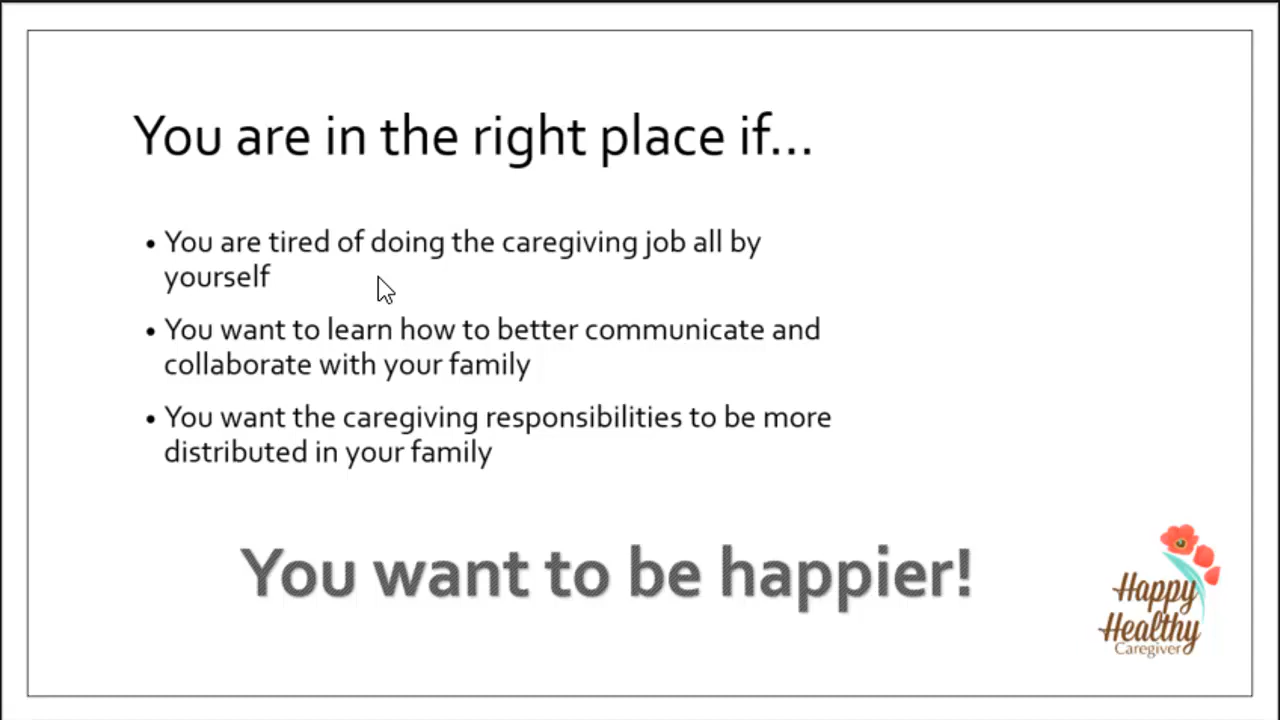 You are in the right place if...
• You are tired of doing the caregiving job all by
yourself
• You want to learn how to better communicate and
collaborate with your family
• You want the caregiving responsibilities to be more
distributed in your family
You want to be happier!
Happy
Healthy
Caregiver